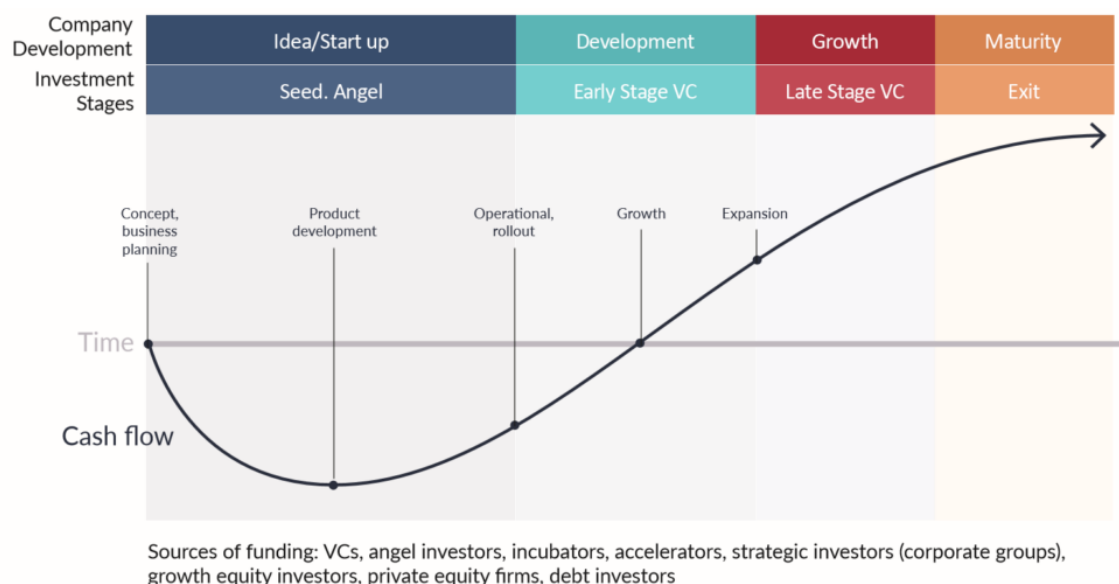 Company
Development
Idea/Start up
Development
Growth
Maturity
Investment
Stages
Seed. Angel
Early Stage VC
Late Stage VC
Exit
Concept,
business
planning
Product
development
Operational,
rollout
Growth
Expansion
Time
Cash flow
Sources of funding: VCs, angel investors, incubators, accelerators, strategic investors (corporate groups),
growth equity investors, private equity firms, debt investors